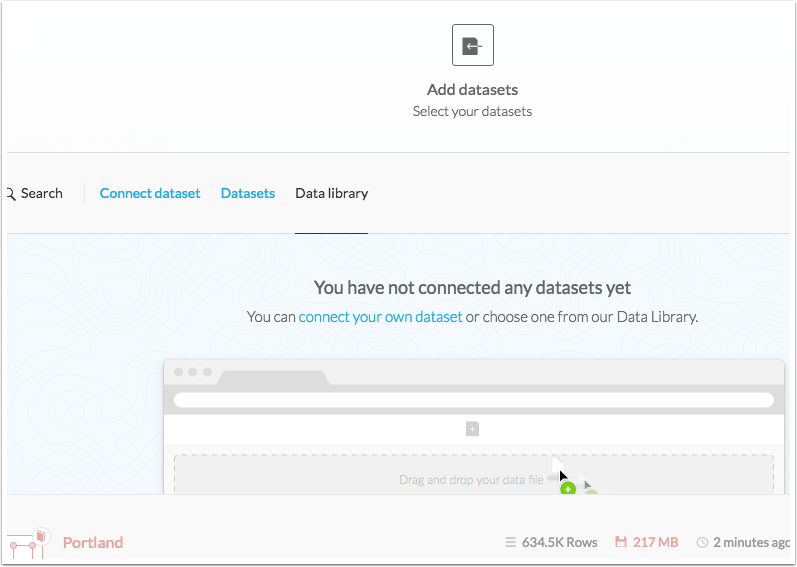 Add datasets
Select your datasets
Search Connect dataset Datasets Data library
You have not connected any datasets yet
You can connect your own dataset or choose one from our Data Library.
Drag and drop your data file
Portland 634.5K Rows 217 MB 2 minutes ago